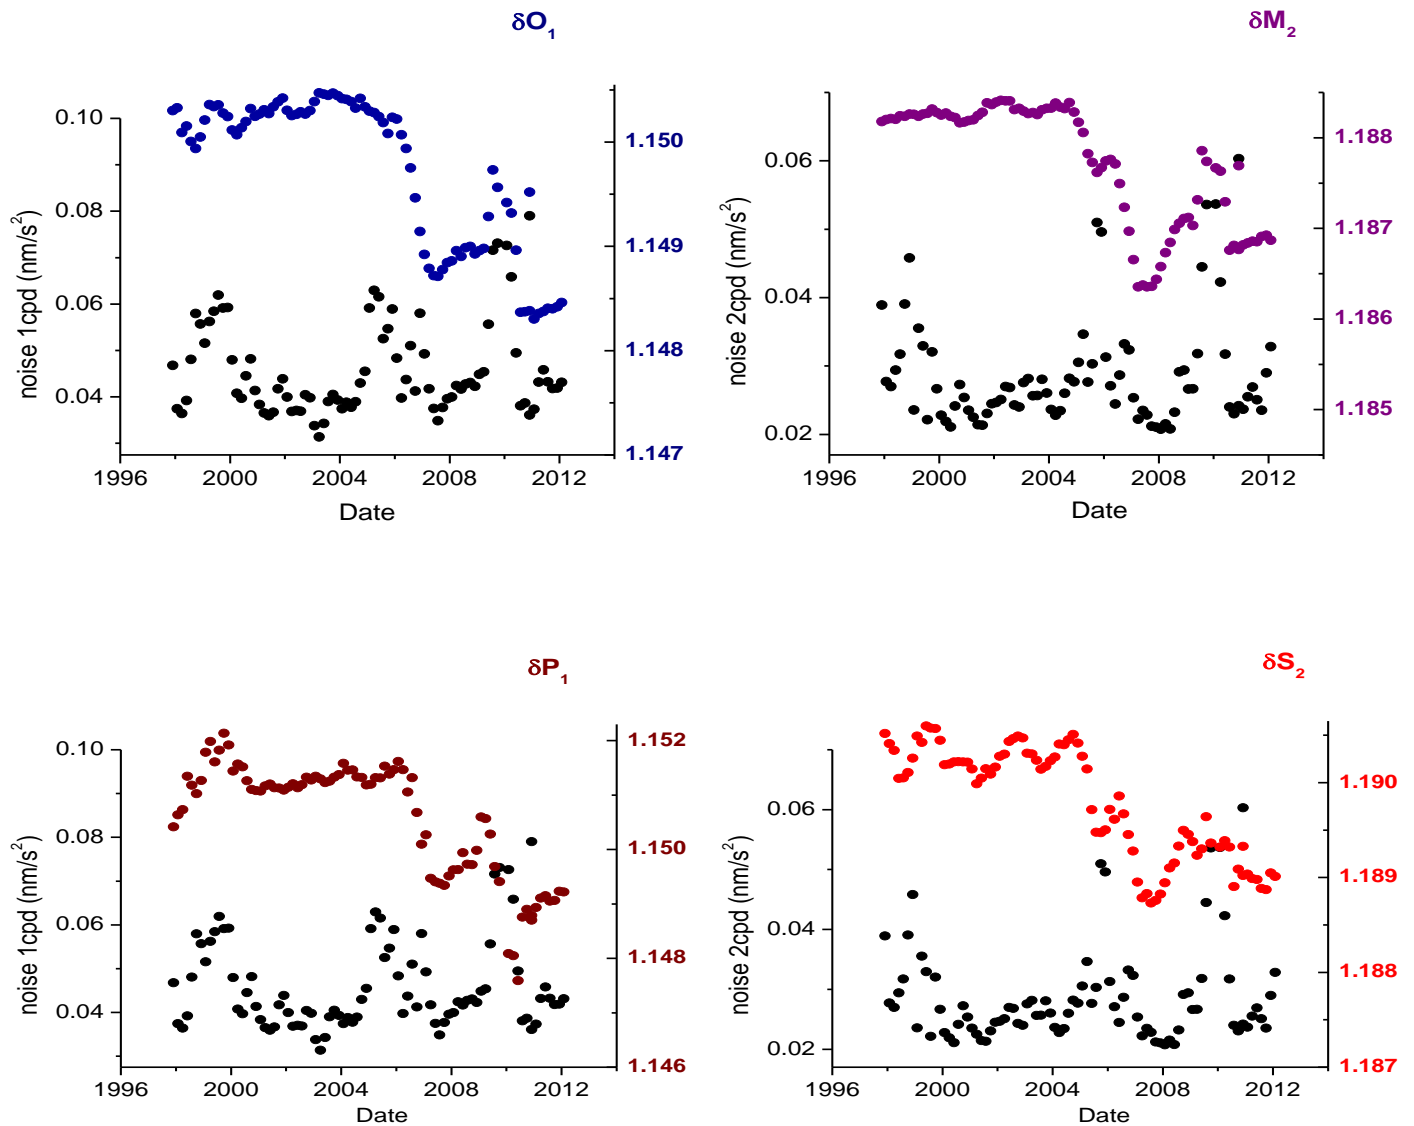 δO₁
0.10
0.08
0.06
0.04
noise 1cpd (nm/s²)
1.150
1.149
1.148
1.147
1996 2000 2004 2008 2012
Date
δM₂
0.06
0.04
0.02
noise 2cpd (nm/s²)
1.188
1.187
1.186
1.185
1996 2000 2004 2008 2012
Date
δP₁
0.10
0.08
0.06
0.04
noise 1cpd (nm/s²)
1.152
1.150
1.148
1.146
1996 2000 2004 2008 2012
Date
δS₂
0.06
0.04
0.02
noise 2cpd (nm/s²)
1.190
1.189
1.188
1.187
1996 2000 2004 2008 2012
Date